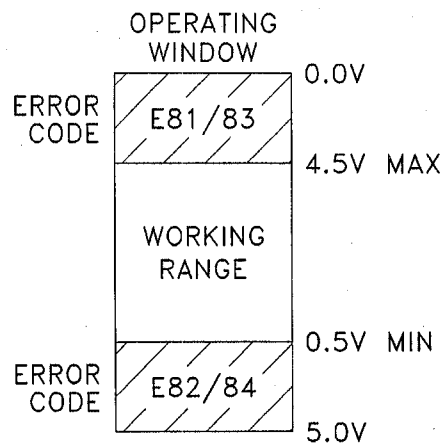 OPERATING
WINDOW
0.0V
ERROR
CODE
E81/83
4.5V MAX
WORKING
RANGE
0.5V MIN
ERROR
CODE
E82/84
5.0V